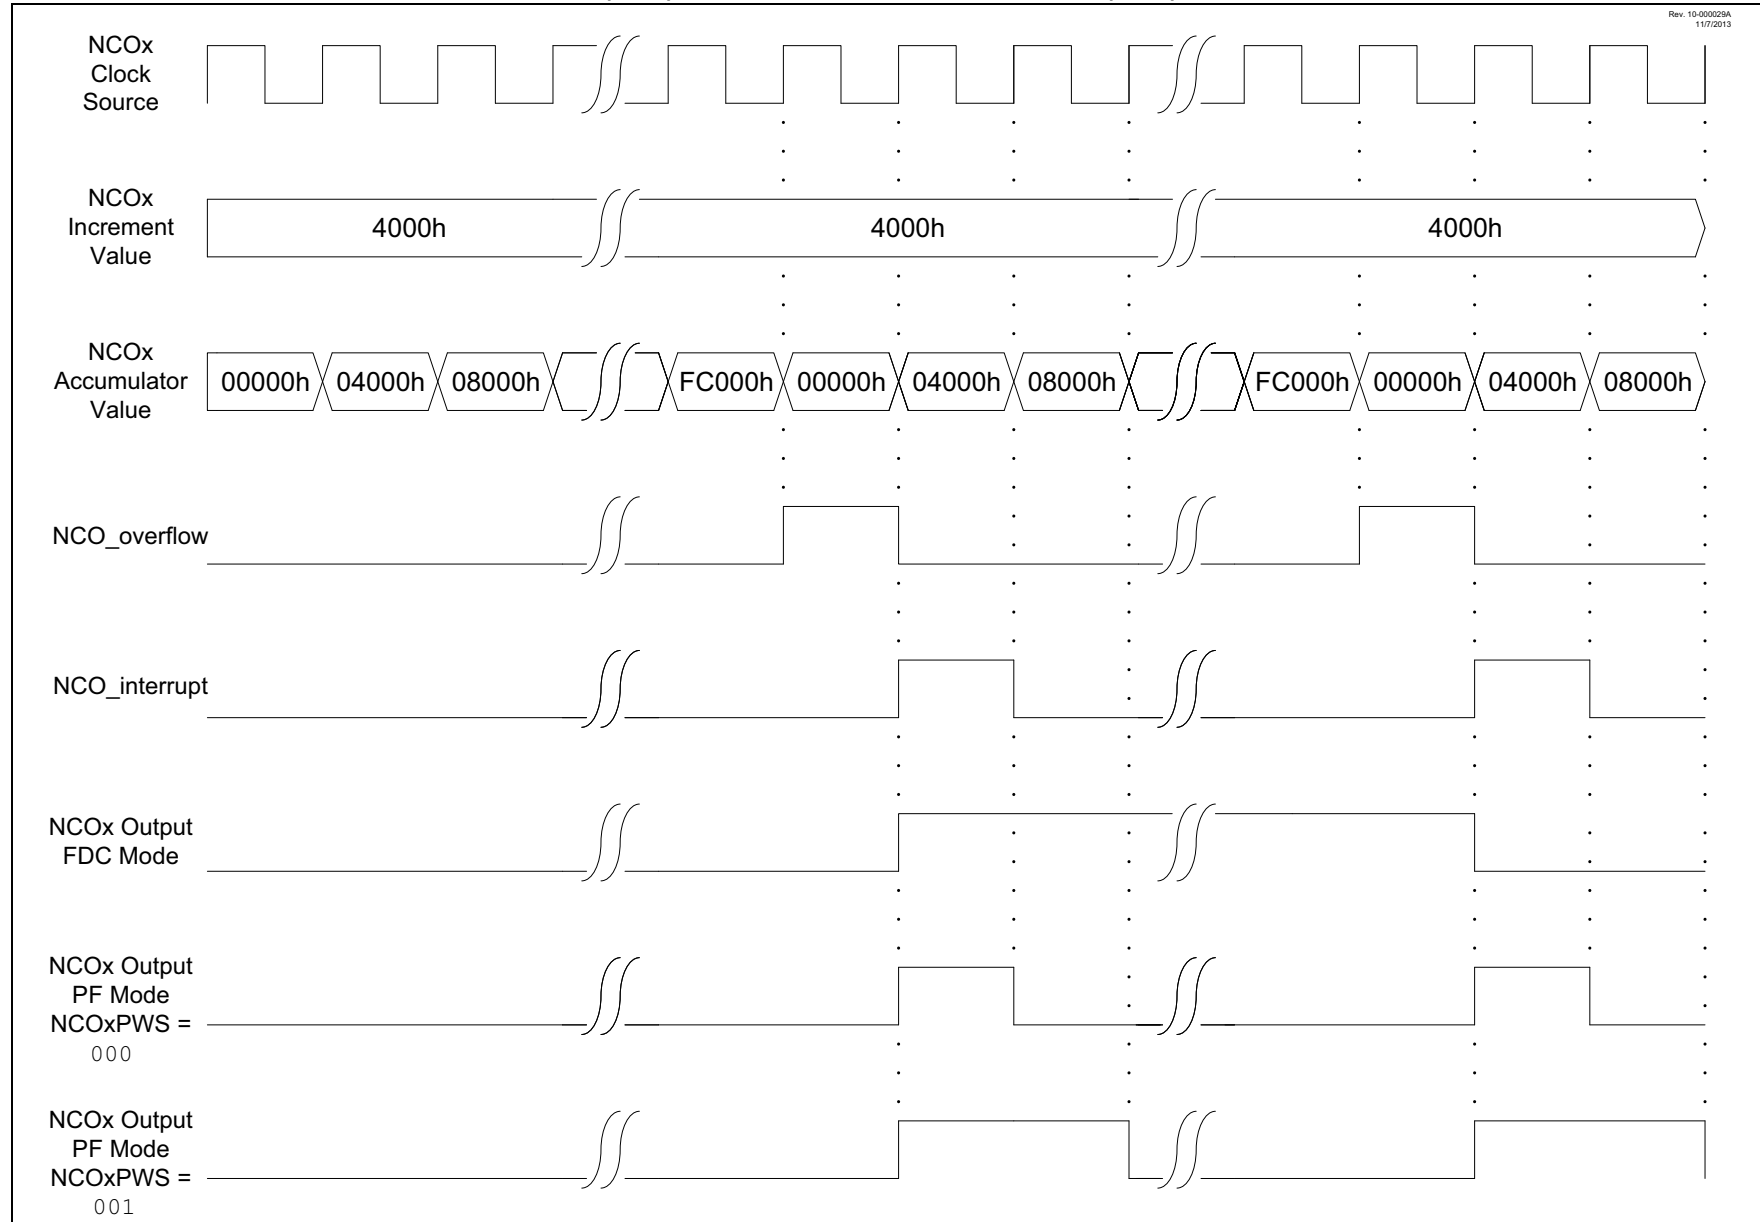 Rev. 10-000029A
11/7/2013
NCOx
Clock
Source
NCOx
Increment
Value
4000h 4000h 4000h
NCOx
Accumulator
Value
00000h 04000h 08000h FC000h 00000h 04000h 08000h FC000h 00000h 04000h 08000h
NCO_overflow
NCO_interrupt
NCOx Output
FDC Mode
NCOx Output
PF Mode
NCOxPWS =
000
NCOx Output
PF Mode
NCOxPWS =
001